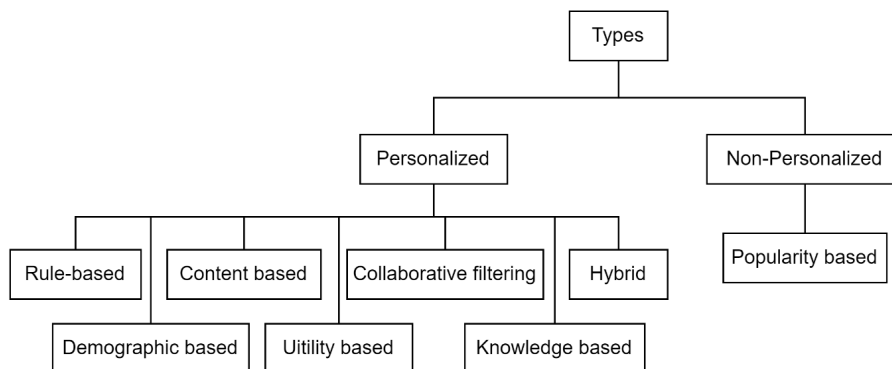 Types
Personalized
Non-Personalized
Rule-based
Content based
Collaborative filtering
Hybrid
Popularity based
Demographic based
Uitility based
Knowledge based